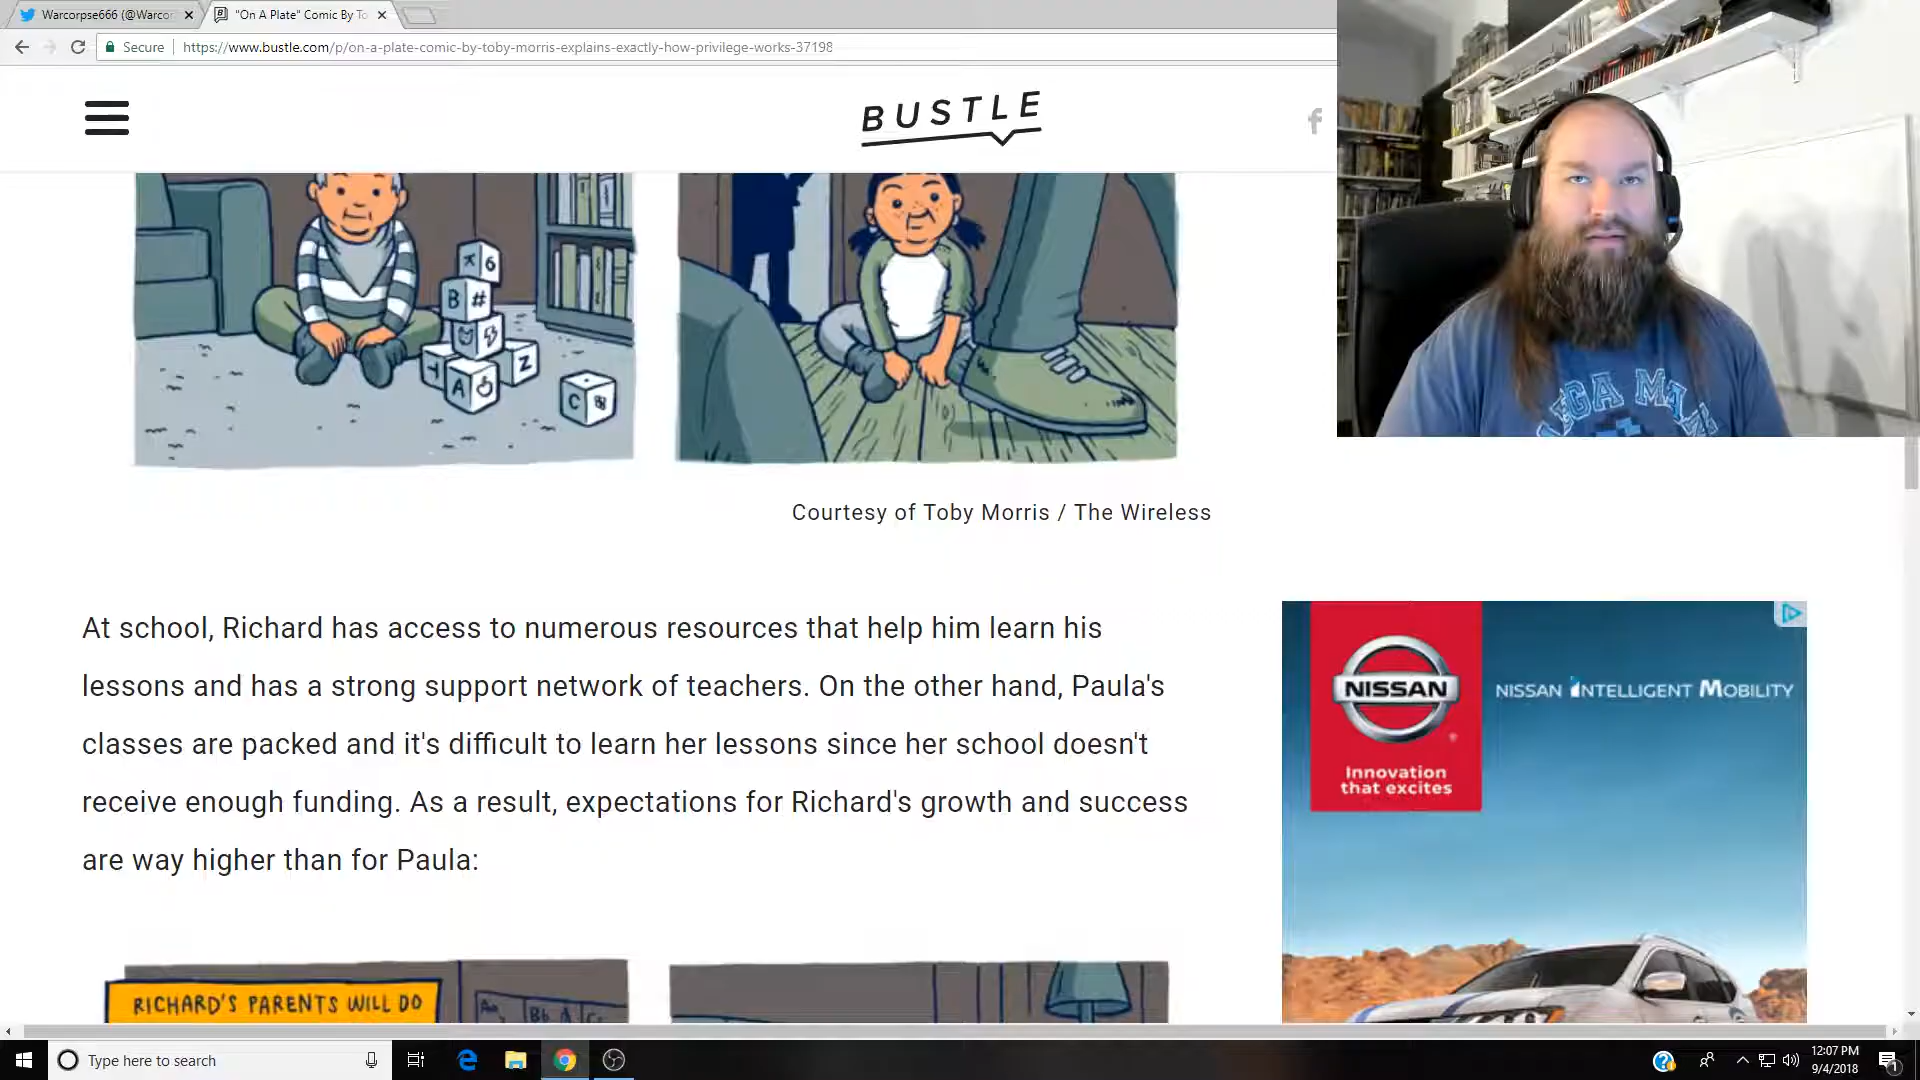 Warcorpse666 (@Warcor
"On A Plate" Comic By To
Secure
https://www.bustle.com/p/on-a-plate-comic-by-toby-morris-explains-exactly-how-privilege-works-37198
BUSTLE
f
6
B #
Z
A
C
Courtesy of Toby Morris / The Wireless
At school, Richard has access to numerous resources that help him learn his
lessons and has a strong support network of teachers. On the other hand, Paula's
classes are packed and it's difficult to learn her lessons since her school doesn't
receive enough funding. As a result, expectations for Richard's growth and success
are way higher than for Paula:
NISSAN
NISSAN INTELLIGENT MOBILITY
Innovation
that excites
RICHARD'S PARENTS WILL DO
Aa
Bb
Type here to search
12:07 PM
9/4/2018
1